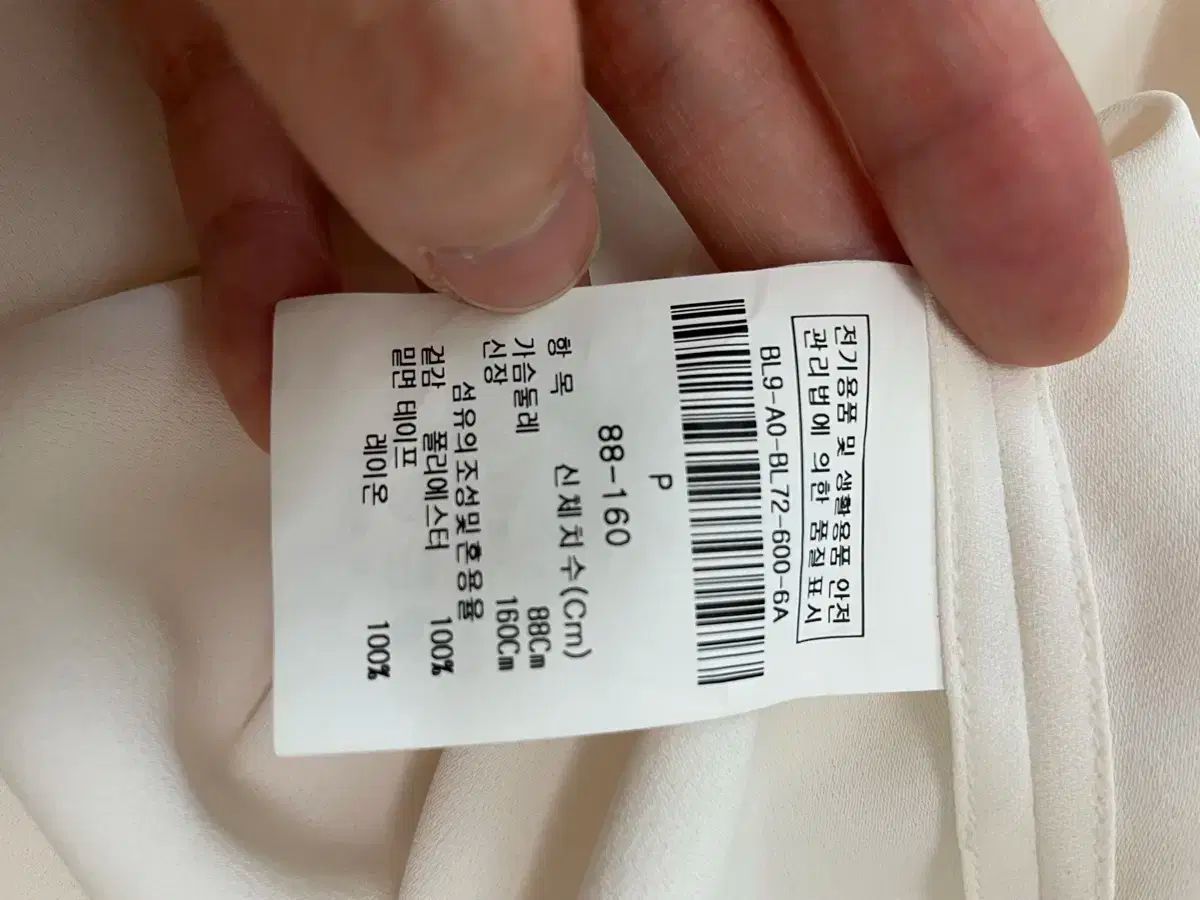 전기용품 및 생활용품 안전
관리법에 의한 품질표시
BL9-A0-BL72-600-6A
P
88-160
항 목 신체치수(Cm)
가슴둘레 88Cm
신장 160Cm
섬유의조성및혼용율
겉감 폴리에스터 100%
밑면 테이프
레이온 100%